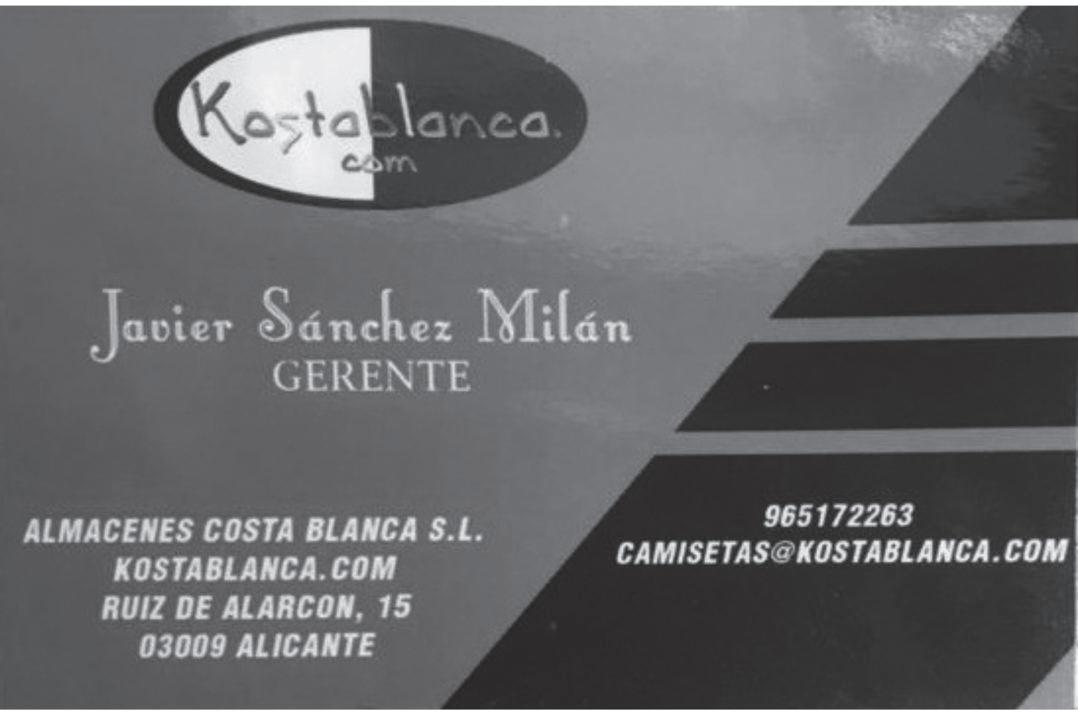 Kostablanca.
com
Javier Sánchez Milán
GERENTE
ALMACENES COSTA BLANCA S.L.
KOSTABLANCA.COM
RUIZ DE ALARCON, 15
03009 ALICANTE
965172263
CAMISETAS@KOSTABLANCA.COM